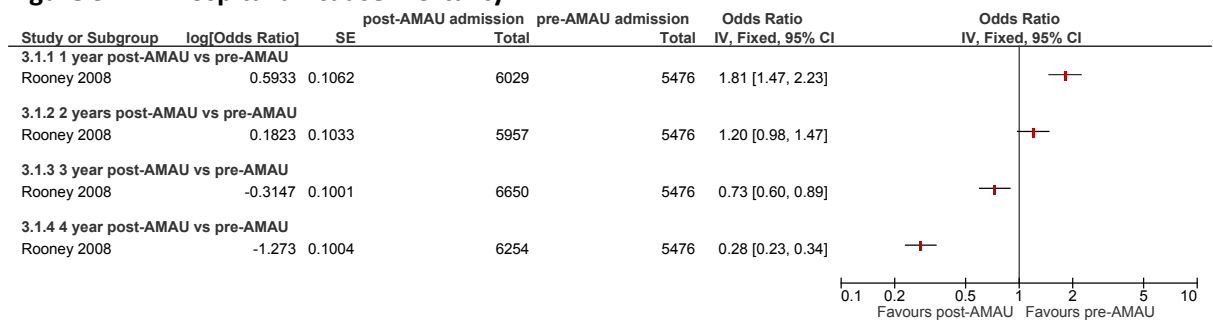 post-AMAU admission pre-AMAU admission Odds Ratio Odds Ratio
Study or Subgroup log[Odds Ratio] SE Total Total IV, Fixed, 95% CI IV, Fixed, 95% CI
3.1.1 1 year post-AMAU vs pre-AMAU
Rooney 2008 0.5933 0.1062 6029 5476 1.81 [1.47, 2.23]
3.1.2 2 years post-AMAU vs pre-AMAU
Rooney 2008 0.1823 0.1033 5957 5476 1.20 [0.98, 1.47]
3.1.3 3 year post-AMAU vs pre-AMAU
Rooney 2008 -0.3147 0.1001 6650 5476 0.73 [0.60, 0.89]
3.1.4 4 year post-AMAU vs pre-AMAU
Rooney 2008 -1.273 0.1004 6254 5476 0.28 [0.23, 0.34]
0.1 0.2 0.5 1 2 5 10
Favours post-AMAU Favours pre-AMAU